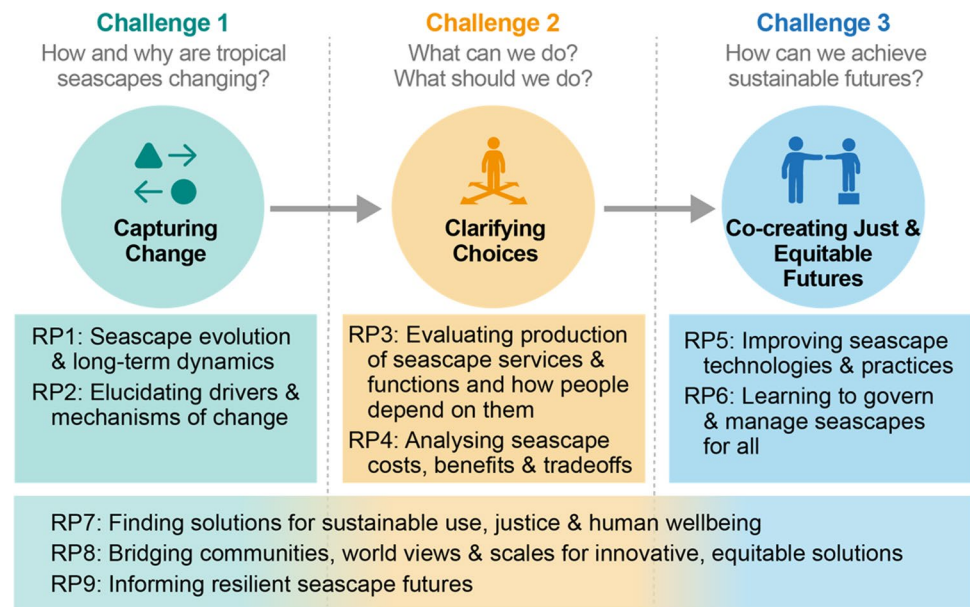 Challenge 1
How and why are tropical
seascapes changing?
Capturing
Change
RP1: Seascape evolution
& long-term dynamics
RP2: Elucidating drivers &
mechanisms of change
Challenge 2
What can we do?
What should we do?
Clarifying
Choices
RP3: Evaluating production
of seascape services &
functions and how people
depend on them
RP4: Analysing seascape
costs, benefits & tradeoffs
Challenge 3
How can we achieve
sustainable futures?
Co-creating Just &
Equitable
Futures
RP5: Improving seascape
technologies & practices
RP6: Learning to govern
& manage seascapes
for all
RP7: Finding solutions for sustainable use, justice & human wellbeing
RP8: Bridging communities, world views & scales for innovative, equitable solutions
RP9: Informing resilient seascape futures